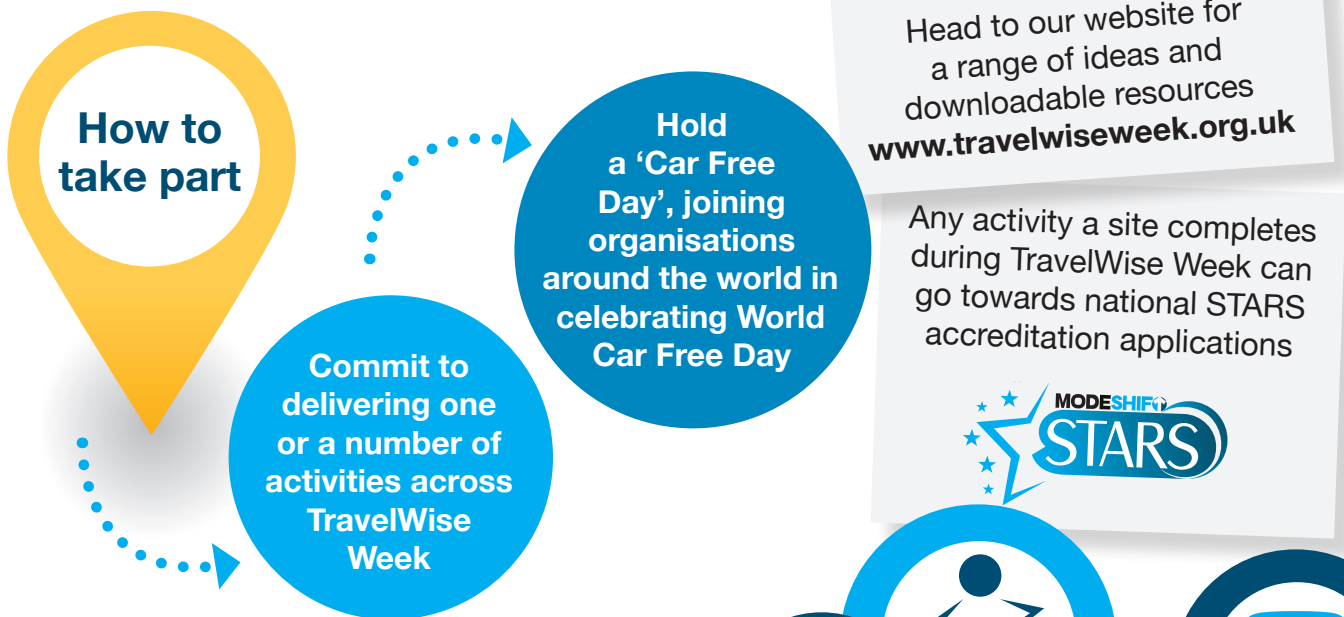 How to
take part
Commit to
delivering one
or a number of
activities across
TravelWise
Week
Hold
a ‘Car Free
Day’, joining
organisations
around the world in
celebrating World
Car Free Day
Head to our website for
a range of ideas and
downloadable resources
www.travelwiseweek.org.uk
Any activity a site completes
during TravelWise Week can
go towards national STARS
accreditation applications
MODESHIFT
STARS